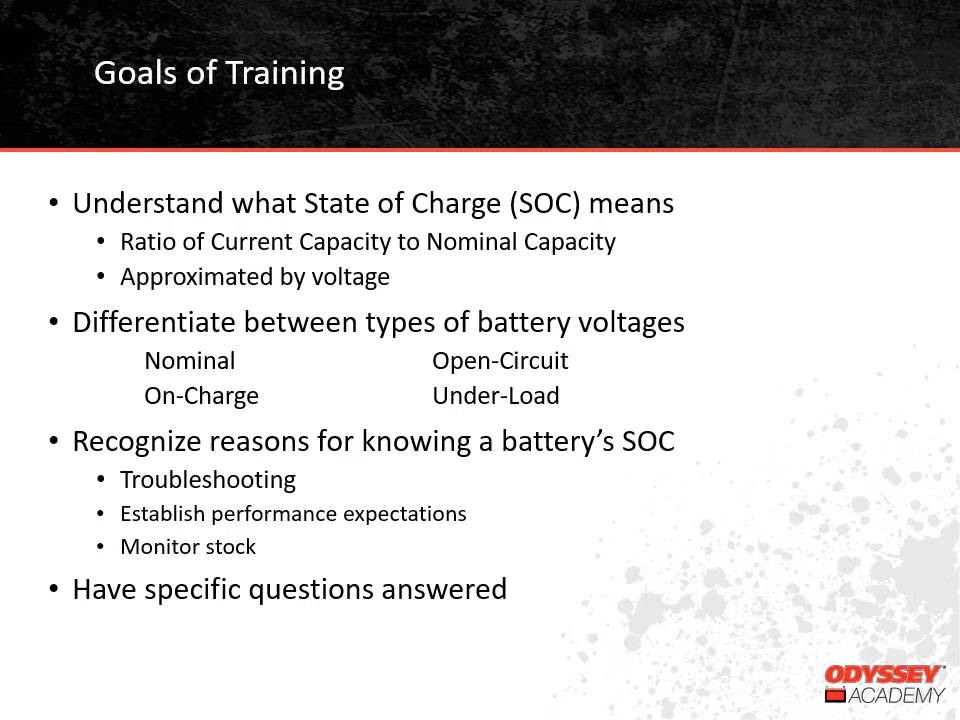 Goals of Training
• Understand what State of Charge (SOC) means
• Ratio of Current Capacity to Nominal Capacity
• Approximated by voltage
• Differentiate between types of battery voltages
Nominal Open-Circuit
On-Charge Under-Load
• Recognize reasons for knowing a battery’s SOC
• Troubleshooting
• Establish performance expectations
• Monitor stock
• Have specific questions answered
ODYSSEY
ACADEMY